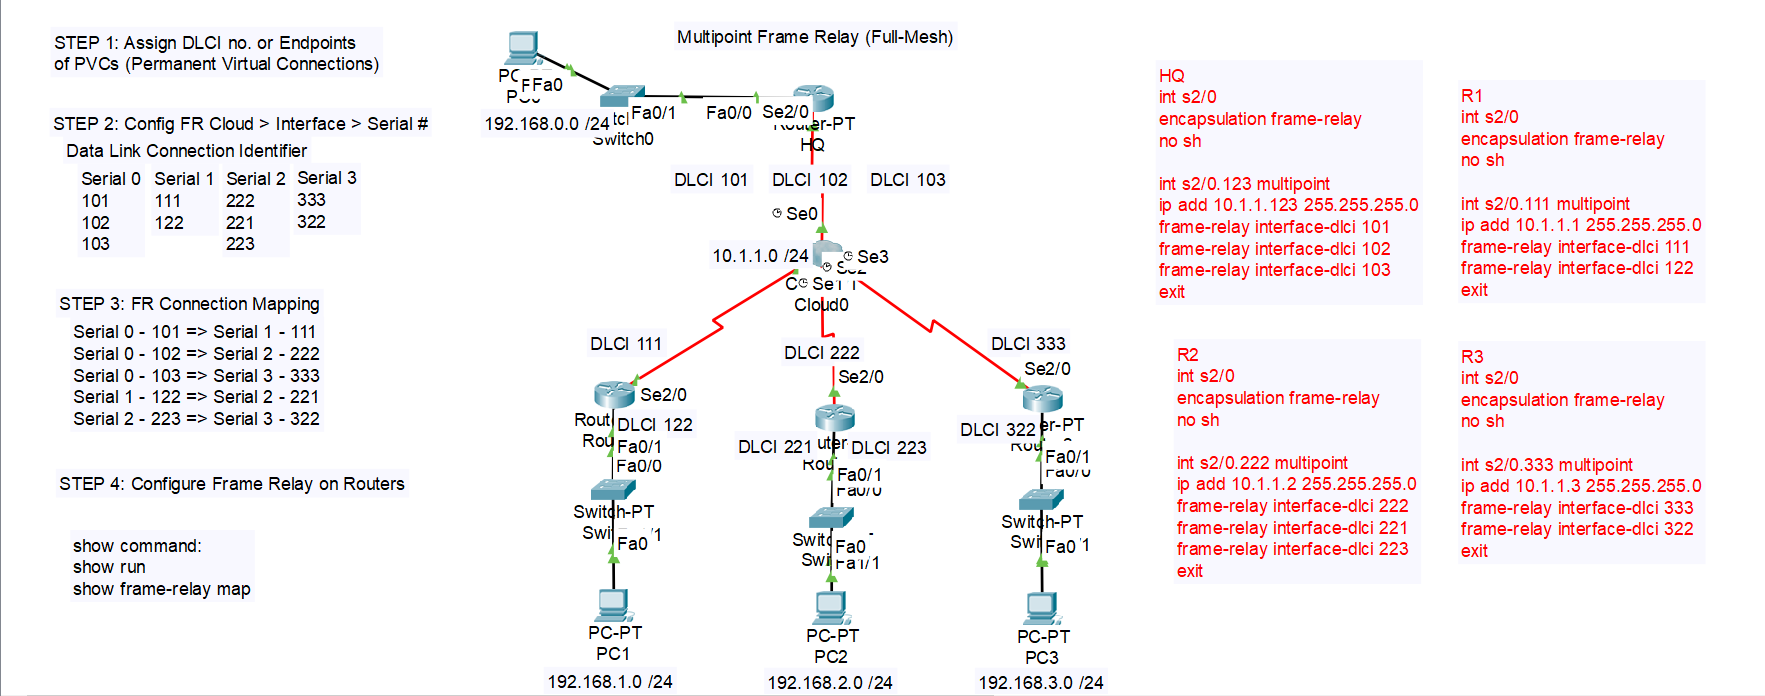 STEP 1: Assign DLCI no. or Endpoints
of PVCs (Permanent Virtual Connections)
STEP 2: Config FR Cloud > Interface > Serial #
Data Link Connection Identifier
Serial 0 Serial 1 Serial 2 Serial 3
101 111 222 333
102 122 221 322
103 223
STEP 3: FR Connection Mapping
Serial 0 - 101 => Serial 1 - 111
Serial 0 - 102 => Serial 2 - 222
Serial 0 - 103 => Serial 3 - 333
Serial 1 - 122 => Serial 2 - 221
Serial 2 - 223 => Serial 3 - 322
STEP 4: Configure Frame Relay on Routers
show command:
show run
show frame-relay map
Multipoint Frame Relay (Full-Mesh)
Fa0
192.168.0.0 /24
Fa0/1
Switch0
Fa0/0
Se2/0
Router-PT
HQ
DLCI 101 DLCI 102 DLCI 103
Se0
10.1.1.0 /24
Se3
Se2
Se1
Cloud0
DLCI 111
DLCI 222
DLCI 333
Se2/0
Se2/0
Se2/0
DLCI 122
DLCI 221
DLCI 223
DLCI 322
Fa0/1
Fa0/0
Fa0/1
Fa0/0
Fa0/1
Fa0/0
Switch-PT
Fa0
Fa0
Fa1/1
Switch-PT
Fa0
PC-PT
PC1
192.168.1.0 /24
PC-PT
PC2
192.168.2.0 /24
PC-PT
PC3
192.168.3.0 /24
HQ
int s2/0
encapsulation frame-relay
no sh
int s2/0.123 multipoint
ip add 10.1.1.123 255.255.255.0
frame-relay interface-dlci 101
frame-relay interface-dlci 102
frame-relay interface-dlci 103
exit
R1
int s2/0
encapsulation frame-relay
no sh
int s2/0.111 multipoint
ip add 10.1.1.1 255.255.255.0
frame-relay interface-dlci 111
frame-relay interface-dlci 122
exit
R2
int s2/0
encapsulation frame-relay
no sh
int s2/0.222 multipoint
ip add 10.1.1.2 255.255.255.0
frame-relay interface-dlci 222
frame-relay interface-dlci 221
frame-relay interface-dlci 223
exit
R3
int s2/0
encapsulation frame-relay
no sh
int s2/0.333 multipoint
ip add 10.1.1.3 255.255.255.0
frame-relay interface-dlci 333
frame-relay interface-dlci 322
exit